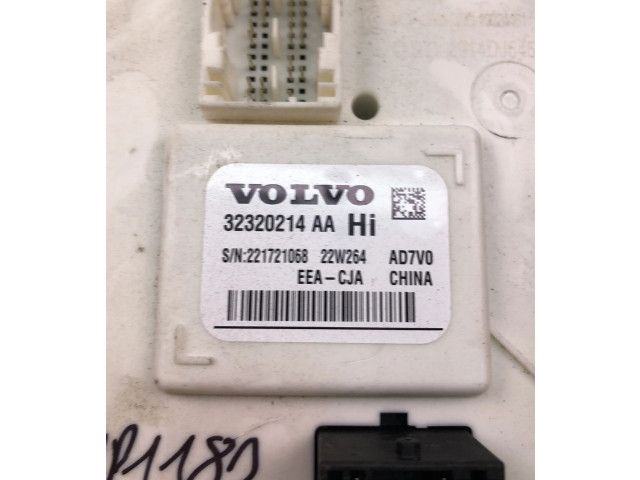 VOLVO
32320214 AA Hi
S/N:221721068 22W264 AD7V0
EEA-CJA CHINA